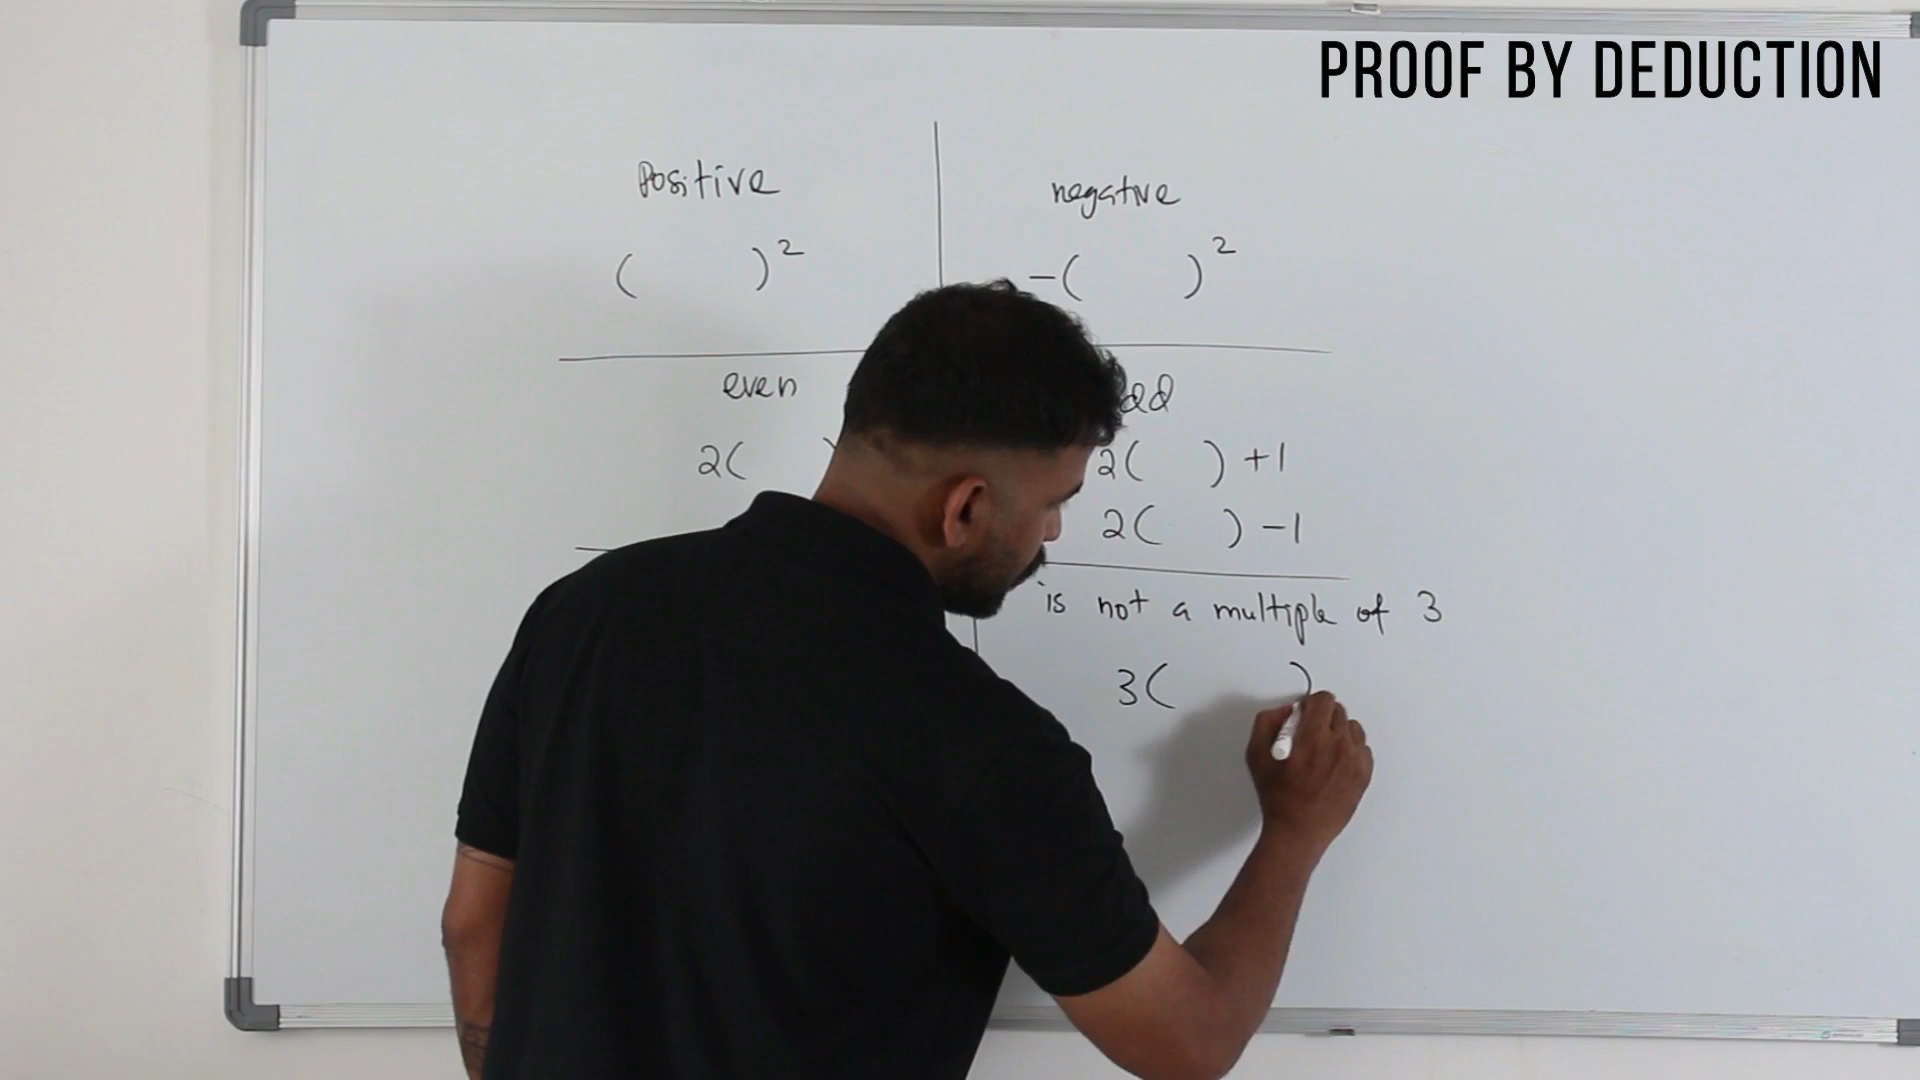 PROOF BY DEDUCTION
Positive
negative
( )²
-( )²
even
2(
2( ) +1
2( ) -1
is not a multiple of 3
3( )